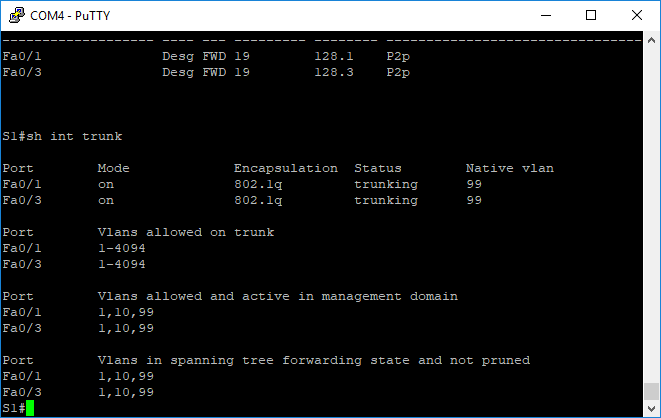 COM4 - PuTTY
------------------- ---- --- --------- -------- --------------------------------
Fa0/1               Desg FWD 19        128.1    P2p
Fa0/3               Desg FWD 19        128.3    P2p
S1#sh int trunk
Port        Mode             Encapsulation  Status        Native vlan
Fa0/1       on               802.1q         trunking      99
Fa0/3       on               802.1q         trunking      99
Port        Vlans allowed on trunk
Fa0/1       1-4094
Fa0/3       1-4094
Port        Vlans allowed and active in management domain
Fa0/1       1,10,99
Fa0/3       1,10,99
Port        Vlans in spanning tree forwarding state and not pruned
Fa0/1       1,10,99
Fa0/3       1,10,99
S1#